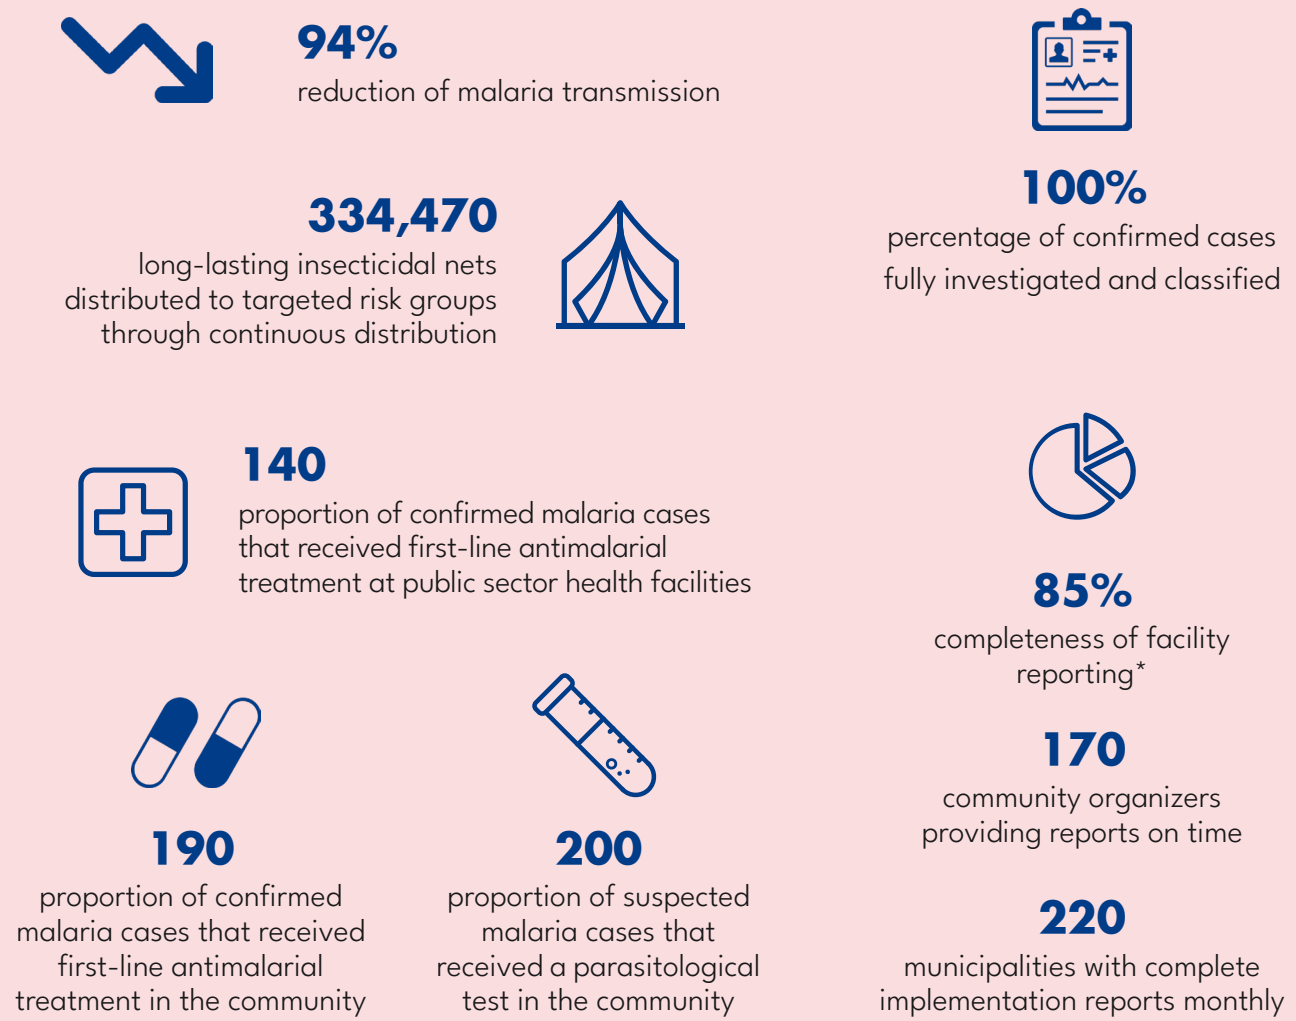 94%
reduction of malaria transmission
334,470
long-lasting insecticidal nets
distributed to targeted risk groups
through continuous distribution
140
proportion of confirmed malaria cases
that received first-line antimalarial
treatment at public sector health facilities
190
proportion of confirmed
malaria cases that received
first-line antimalarial
treatment in the community
200
proportion of suspected
malaria cases that
received a parasitological
test in the community
100%
percentage of confirmed cases
fully investigated and classified
85%
completeness of facility
reporting*
170
community organizers
providing reports on time
220
municipalities with complete
implementation reports monthly